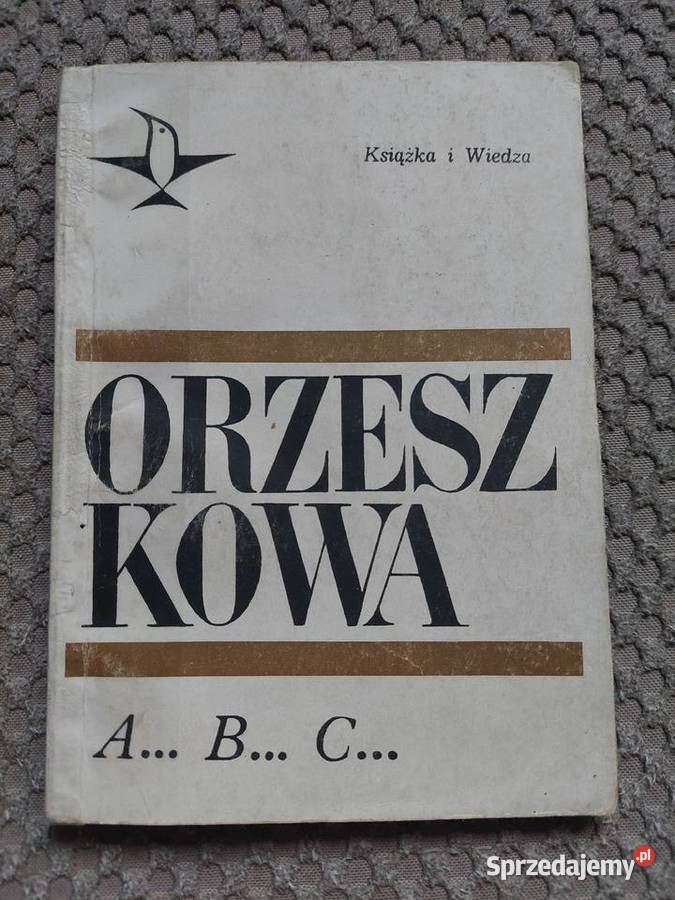 Książka i Wiedza
ORZESZ
KOWA
A... B... C...
Sprzedajemy.pl